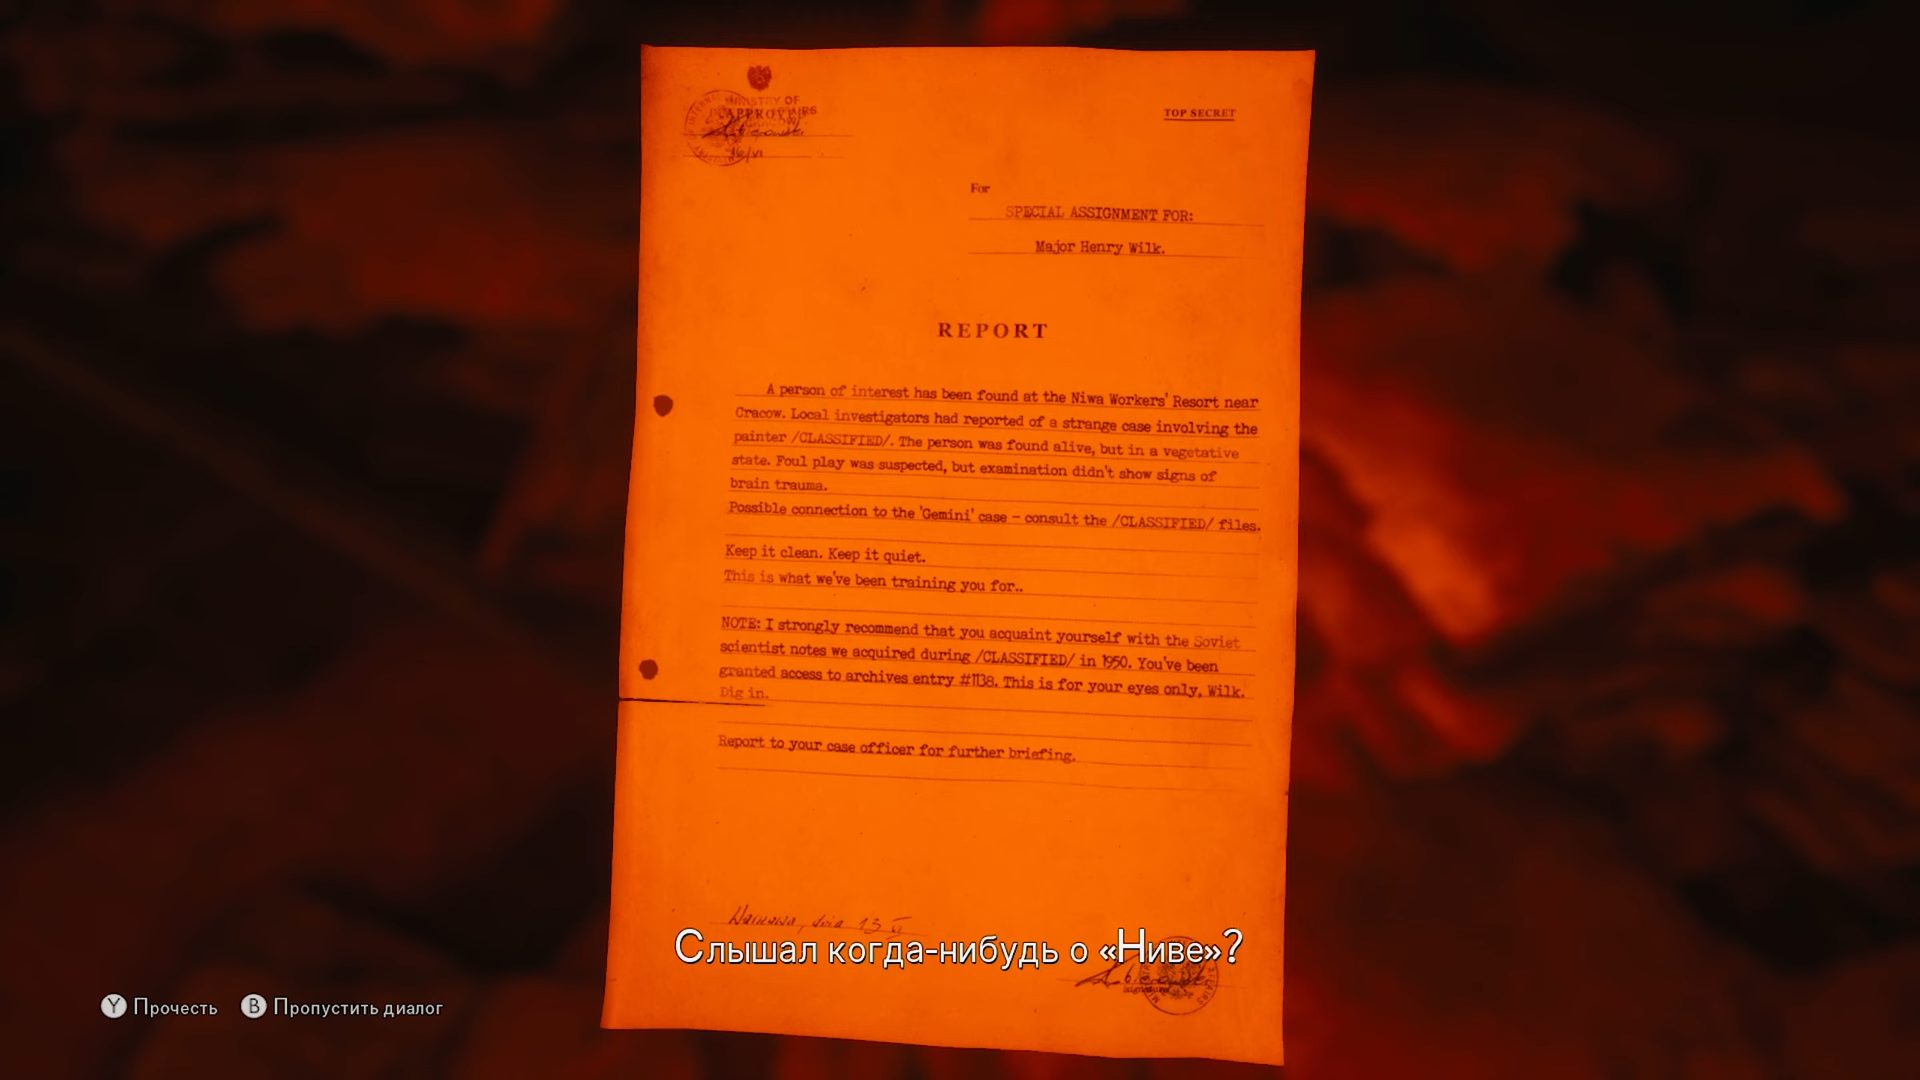 MINISTRY OF
APPROVED
TOP SECRET
For
SPECIAL ASSIGNMENT FOR:
Major Henry Wilk.
REPORT
A person of interest has been found at the Niwa Workers' Resort near
Cracow. Local investigators had reported of a strange case involving the
painter /CLASSIFIED/. The person was found alive, but in a vegetative
state. Foul play was suspected, but examination didn't show signs of
brain trauma.
Possible connection to the 'Gemini' case – consult the /CLASSIFIED/ files.
Keep it clean. Keep it quiet.
This is what we've been training you for..
NOTE: I strongly recommend that you acquaint yourself with the Soviet
scientist notes we acquired during /CLASSIFIED/ in 1950. You've been
granted access to archives entry #1138. This is for your eyes only, Wilk.
Dig in.
Report to your case officer for further briefing.
Слышал когда-нибудь о «Ниве»?
Y Прочесть B Пропустить диалог